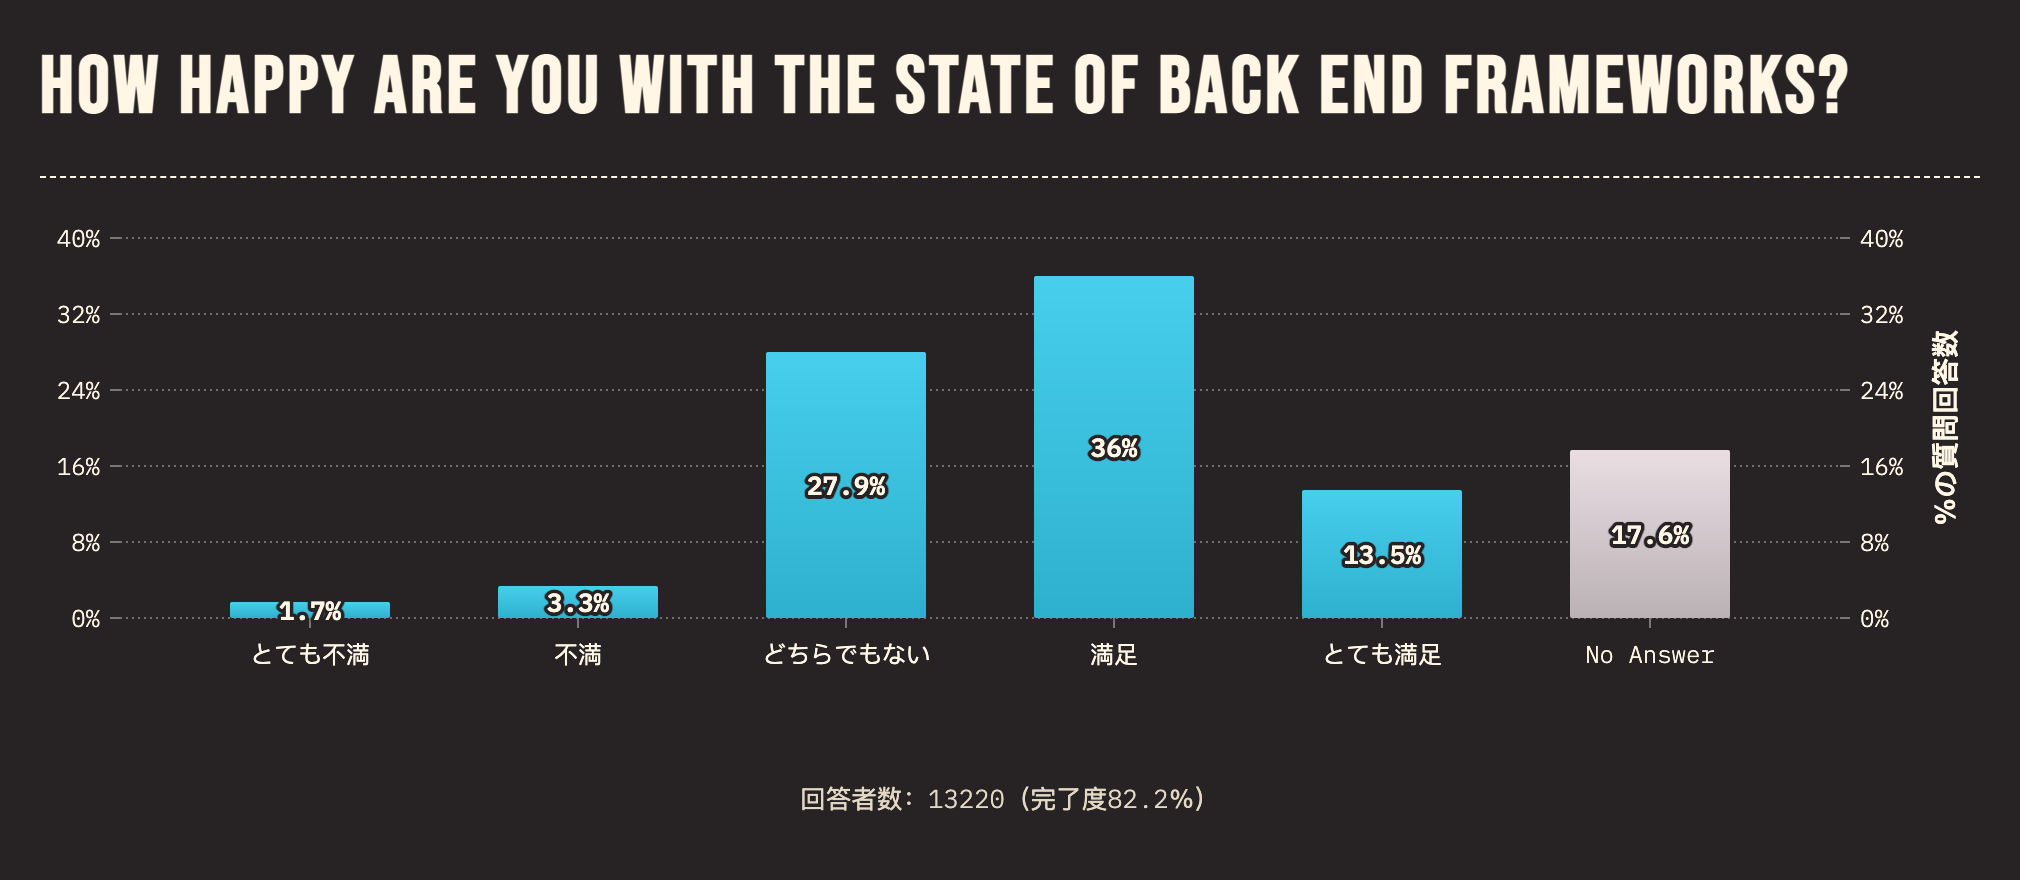 HOW HAPPY ARE YOU WITH THE STATE OF BACK END FRAMEWORKS?
40%
32%
24%
16%
8%
0%
40%
32%
24%
16%
8%
0%
%の質問回答数
1.7%
3.3%
27.9%
36%
13.5%
17.6%
とても不満
不満
どちらでもない
満足
とても満足
No Answer
回答者数: 13220 (完了度82.2%)